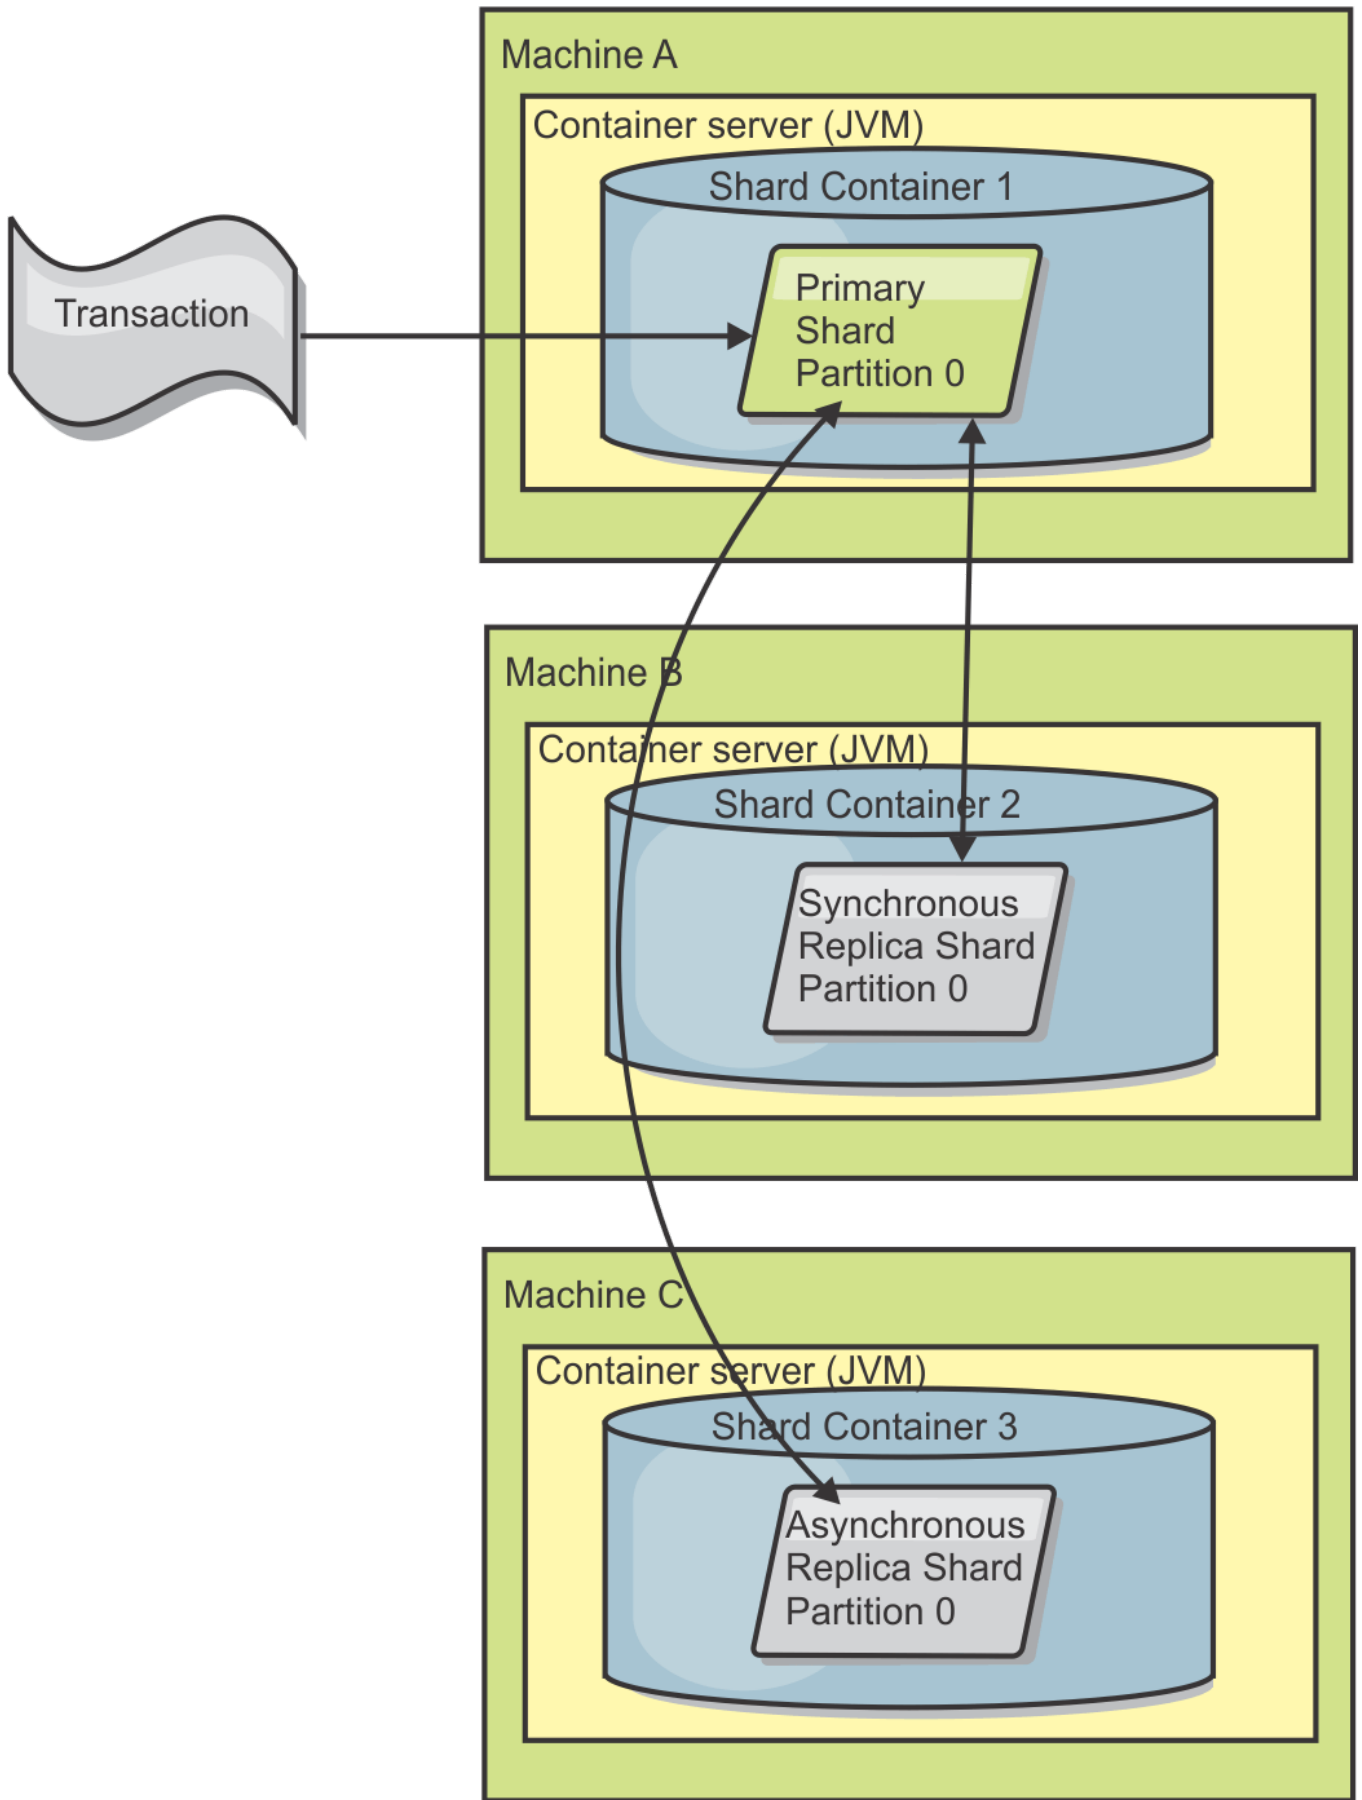 Machine A
Container server (JVM)
Shard Container 1
Transaction
Primary
Shard
Partition 0
Machine B
Container server (JVM)
Shard Container 2
Synchronous
Replica Shard
Partition 0
Machine C
Container server (JVM)
Shard Container 3
Asynchronous
Replica Shard
Partition 0